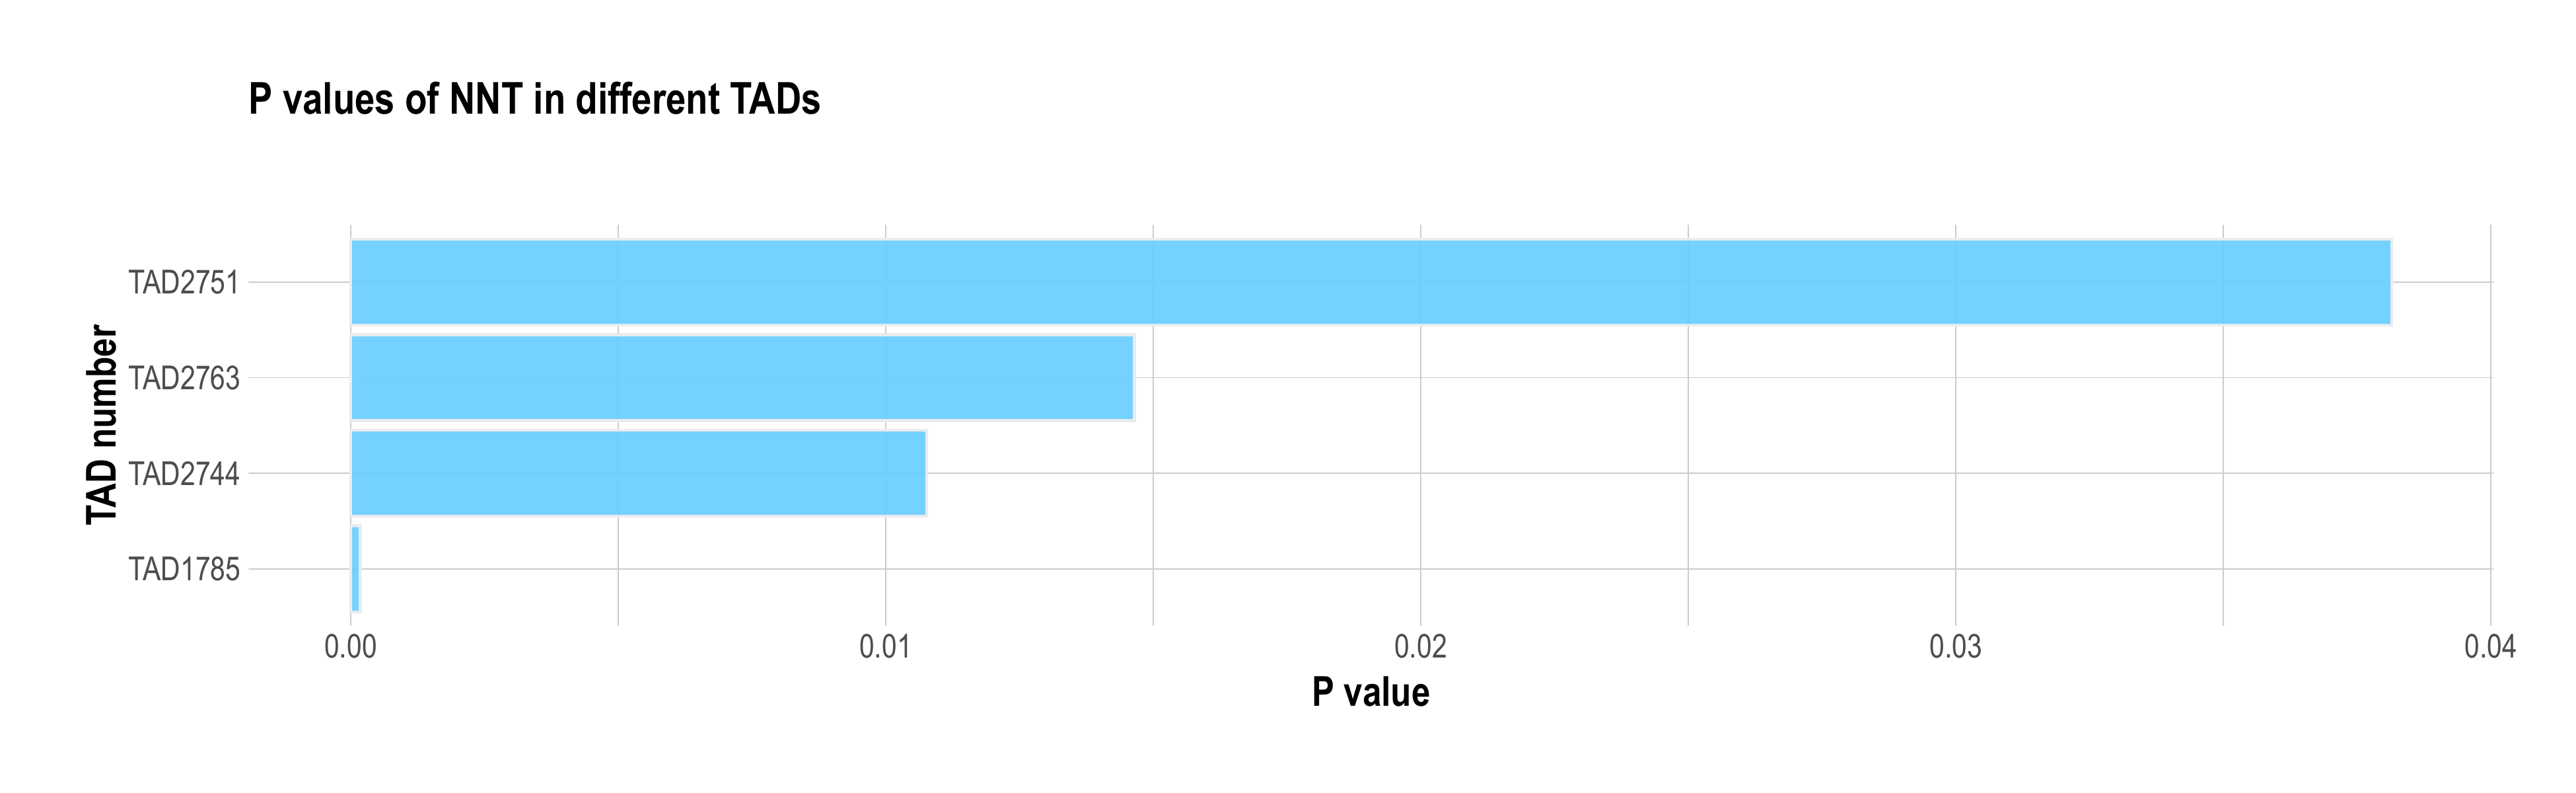 P values of NNT in different TADs
TAD number
TAD2751
TAD2763
TAD2744
TAD1785
0.00 0.01 0.02 0.03 0.04
P value